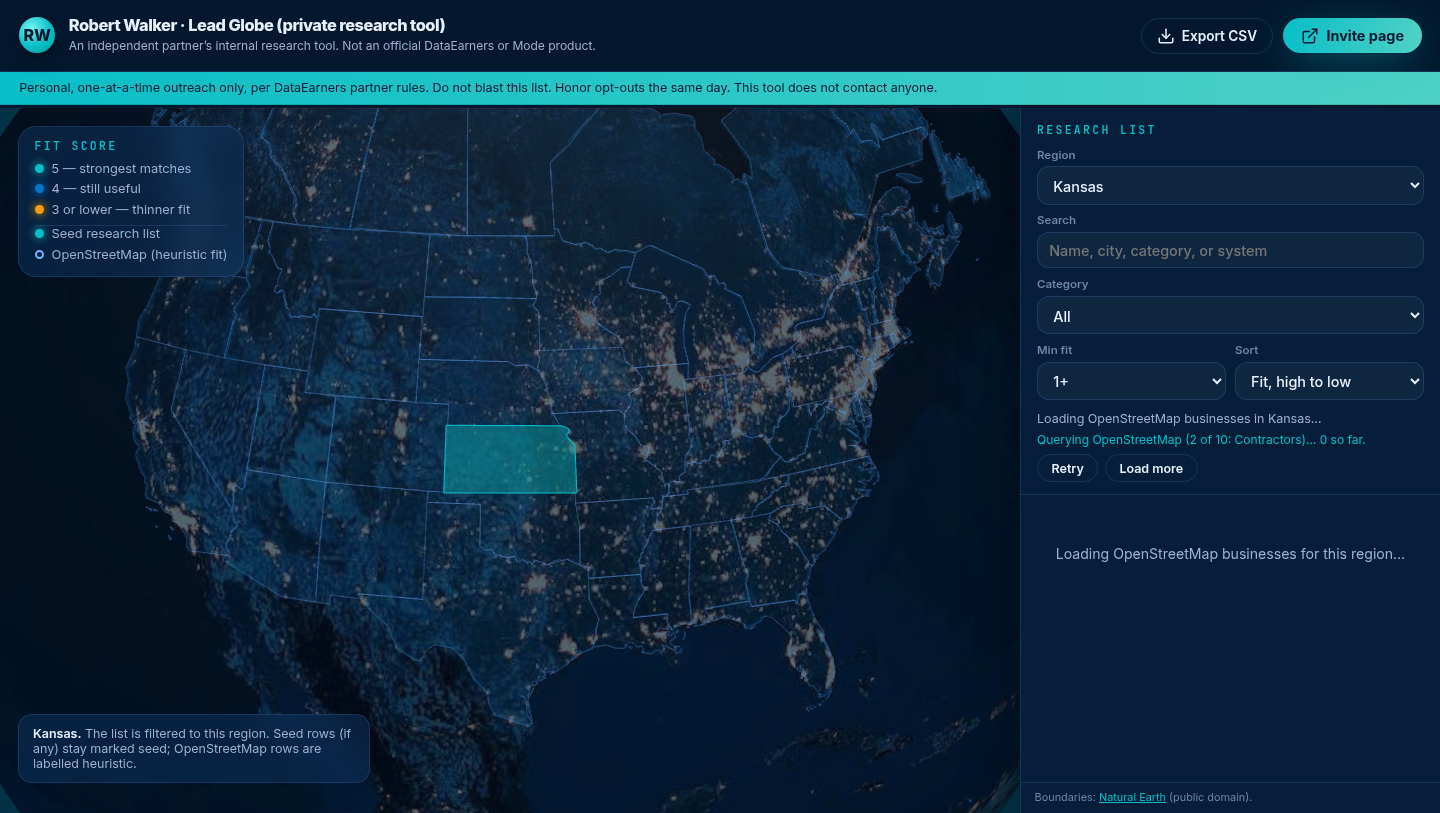 RW
Robert Walker · Lead Globe (private research tool)
An independent partner’s internal research tool. Not an official DataEarners or Mode product.
Export CSV
Invite page
Personal, one-at-a-time outreach only, per DataEarners partner rules. Do not blast this list. Honor opt-outs the same day. This tool does not contact anyone.
FIT SCORE
5 — strongest matches
4 — still useful
3 or lower — thinner fit
Seed research list
OpenStreetMap (heuristic fit)
Kansas. The list is filtered to this region. Seed rows (if
any) stay marked seed; OpenStreetMap rows are
labelled heuristic.
RESEARCH LIST
Region
Kansas
Search
Name, city, category, or system
Category
All
Min fit
Sort
1+
Fit, high to low
Loading OpenStreetMap businesses in Kansas…
Querying OpenStreetMap (2 of 10: Contractors)… 0 so far.
Retry
Load more
Loading OpenStreetMap businesses for this region…
Boundaries: Natural Earth (public domain).